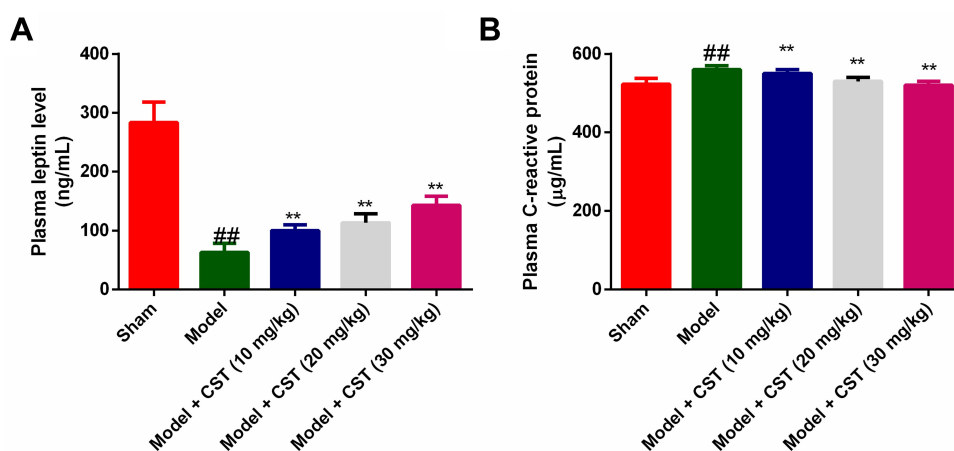 A
Plasma leptin level
(ng/mL)
400
300
200
100
0
##
**
**
**
Sham
Model
Model + CST (10 mg/kg)
Model + CST (20 mg/kg)
Model + CST (30 mg/kg)
B
Plasma C-reactive protein
(μg/mL)
600
400
200
0
##
**
**
**
Sham
Model
Model + CST (10 mg/kg)
Model + CST (20 mg/kg)
Model + CST (30 mg/kg)